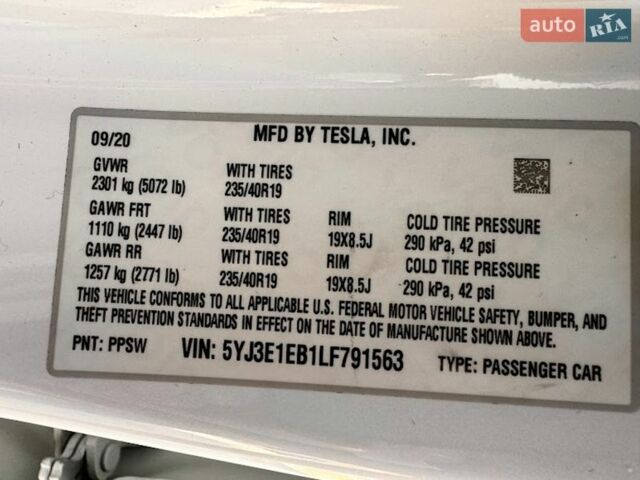 auto RIA.com
09/20 MFD BY TESLA, INC.
GVWR WITH TIRES
2301 kg (5072 lb) 235/40R19
GAWR FRT WITH TIRES RIM COLD TIRE PRESSURE
1110 kg (2447 lb) 235/40R19 19X8.5J 290 kPa, 42 psi
GAWR RR WITH TIRES RIM COLD TIRE PRESSURE
1257 kg (2771 lb) 235/40R19 19X8.5J 290 kPa, 42 psi
THIS VEHICLE CONFORMS TO ALL APPLICABLE U.S. FEDERAL MOTOR VEHICLE SAFETY, BUMPER, AND
THEFT PREVENTION STANDARDS IN EFFECT ON THE DATE OF MANUFACTURE SHOWN ABOVE.
PNT: PPSW VIN: 5YJ3E1EB1LF791563 TYPE: PASSENGER CAR